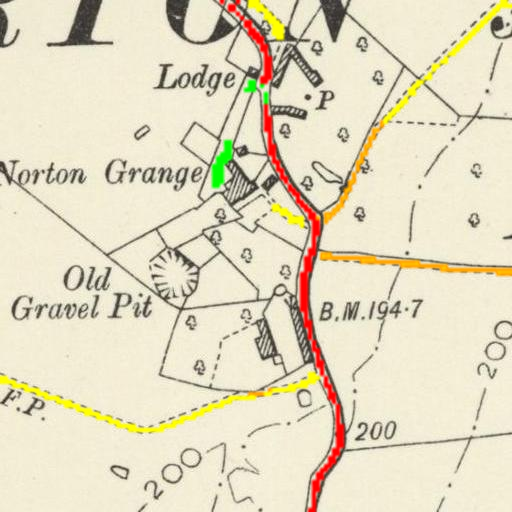 RTON
Lodge
P
Norton Grange
Old
Gravel Pit
B.M.194·7
F.P.
200
200
200